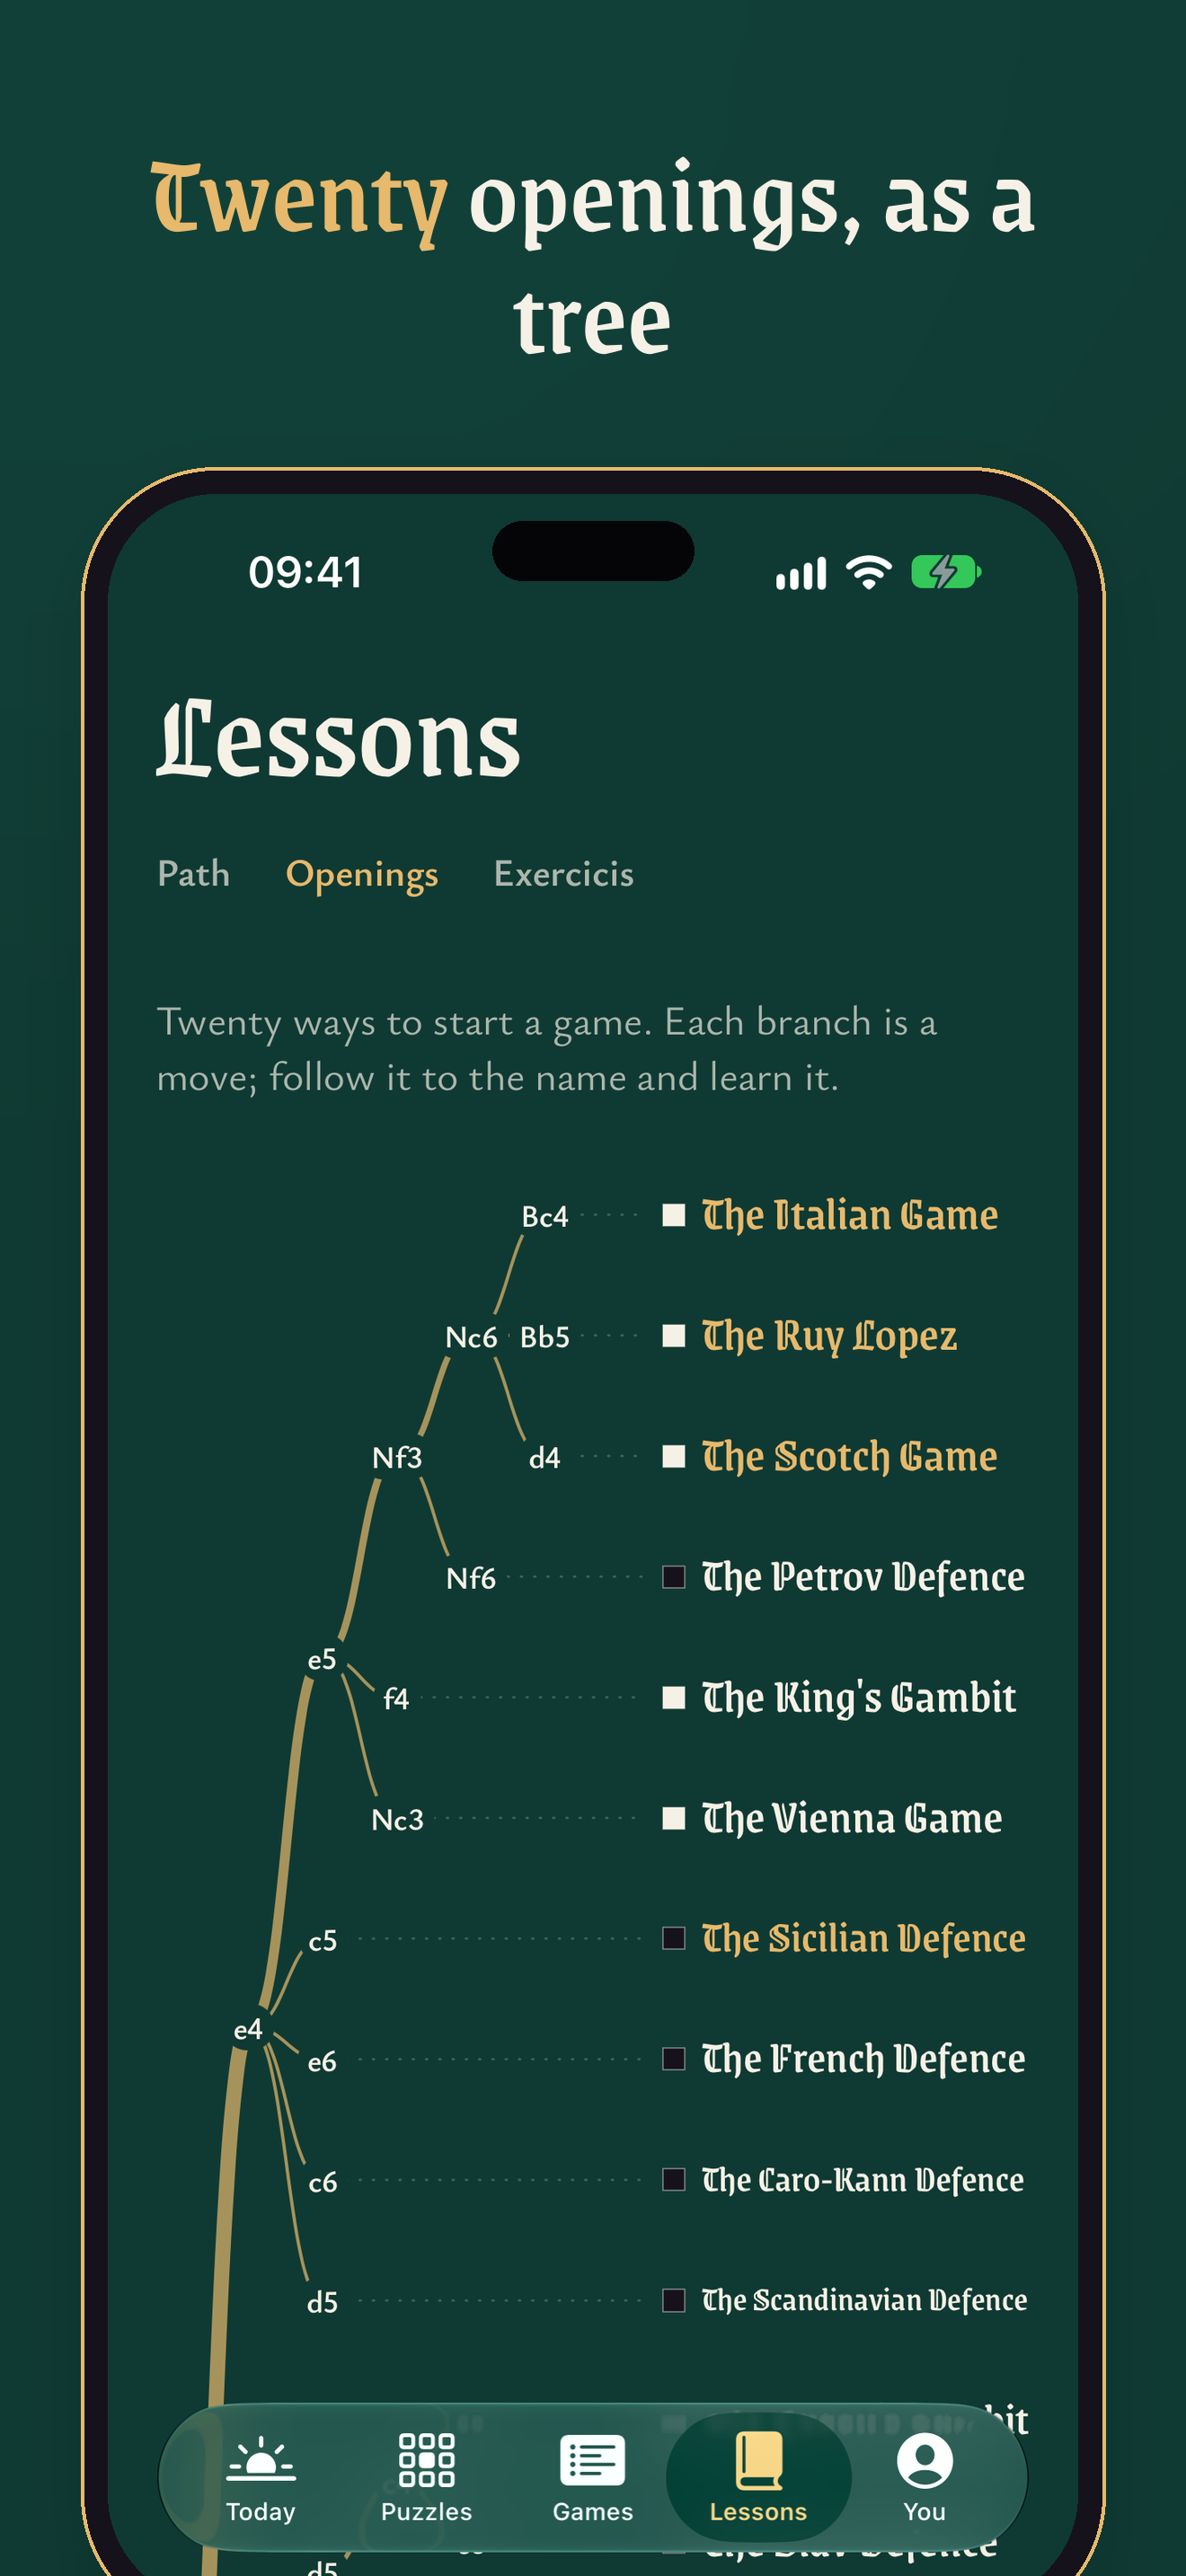 Twenty openings, as a
tree
09:41
Lessons
Path Openings Exercicis
Twenty ways to start a game. Each branch is a
move; follow it to the name and learn it.
Bc4 The Italian Game
Nc6 Bb5 The Ruy Lopez
Nf3 d4 The Scotch Game
Nf6 The Petrov Defence
e5
f4 The King's Gambit
Nc3 The Vienna Game
c5 The Sicilian Defence
e4
e6 The French Defence
c6 The Caro-Kann Defence
d5 The Scandinavian Defence
Today Puzzles Games Lessons You
d5